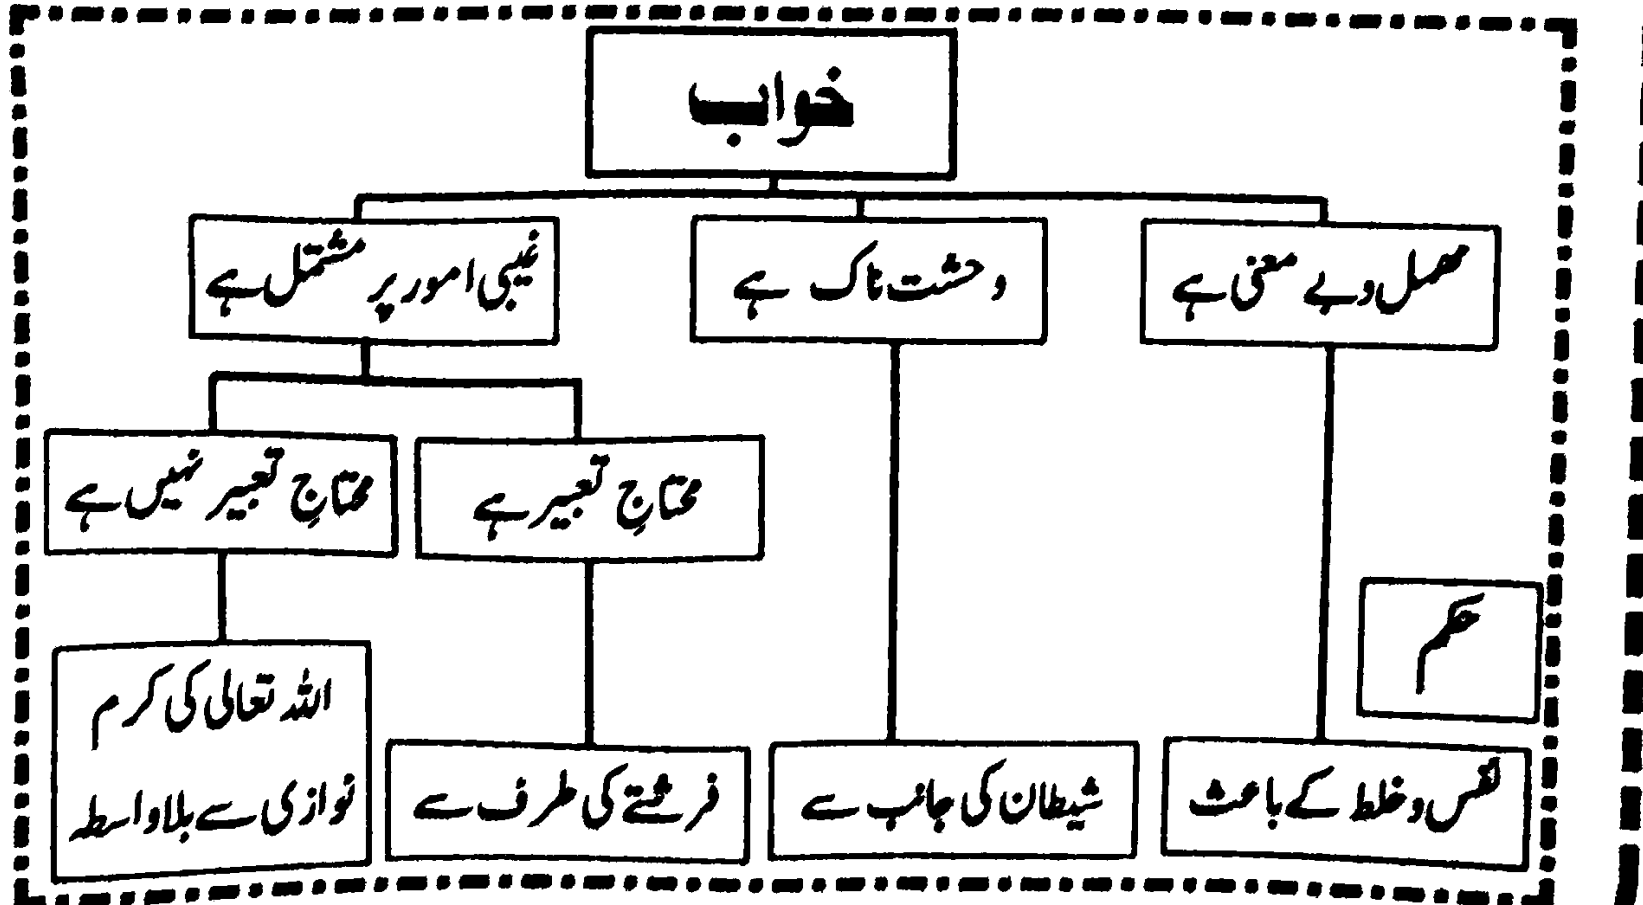 خواب
مہمل و بے معنی ہے
وحشت ناک ہے
غیبی امور پر مشتمل ہے
محتاجِ تعبیر ہے
محتاجِ تعبیر نہیں ہے
حکم
نفس و خلط کے باعث
شیطان کی جانب سے
فرشتے کی طرف سے
اللہ تعالی کی کرم
نوازی سے بلاواسطہ